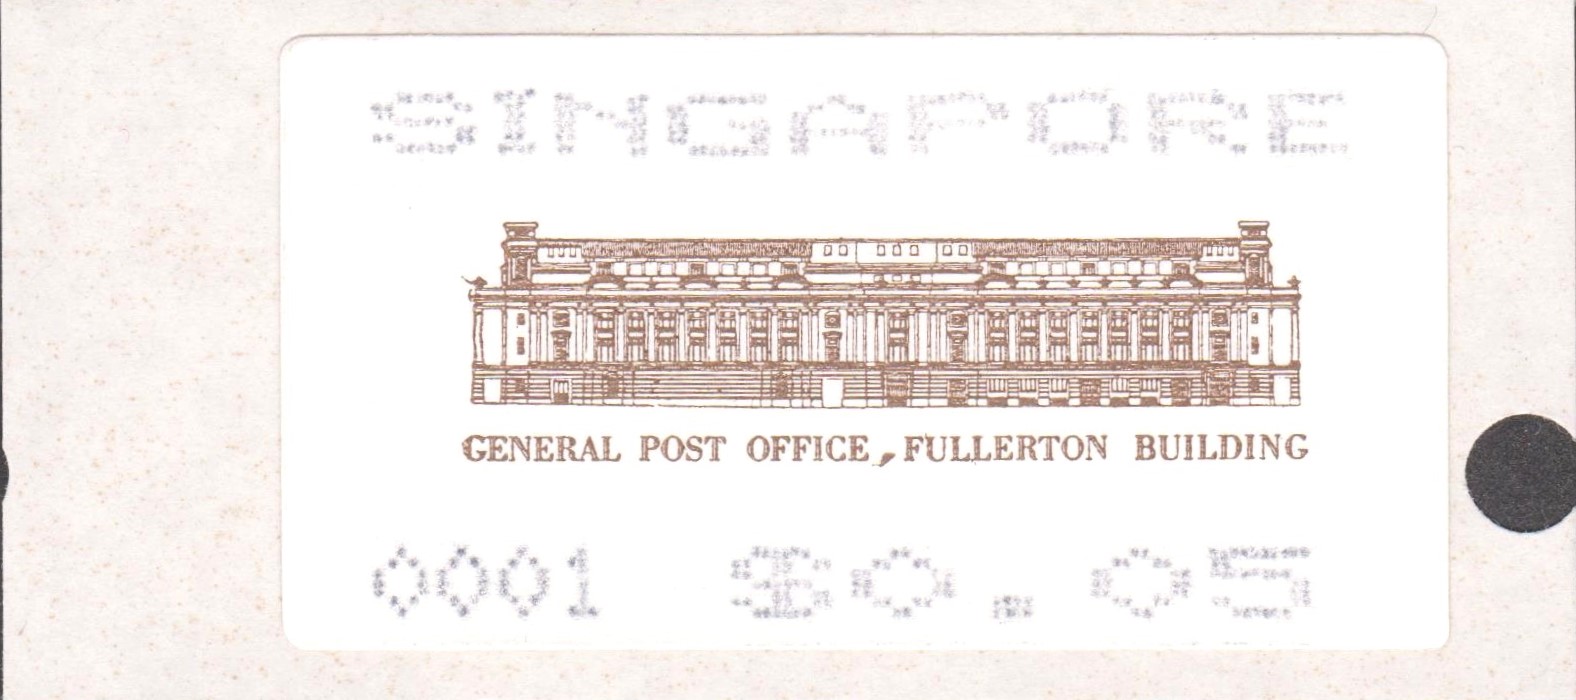 SINGAPORE
GENERAL POST OFFICE, FULLERTON BUILDING
0001 $0.05